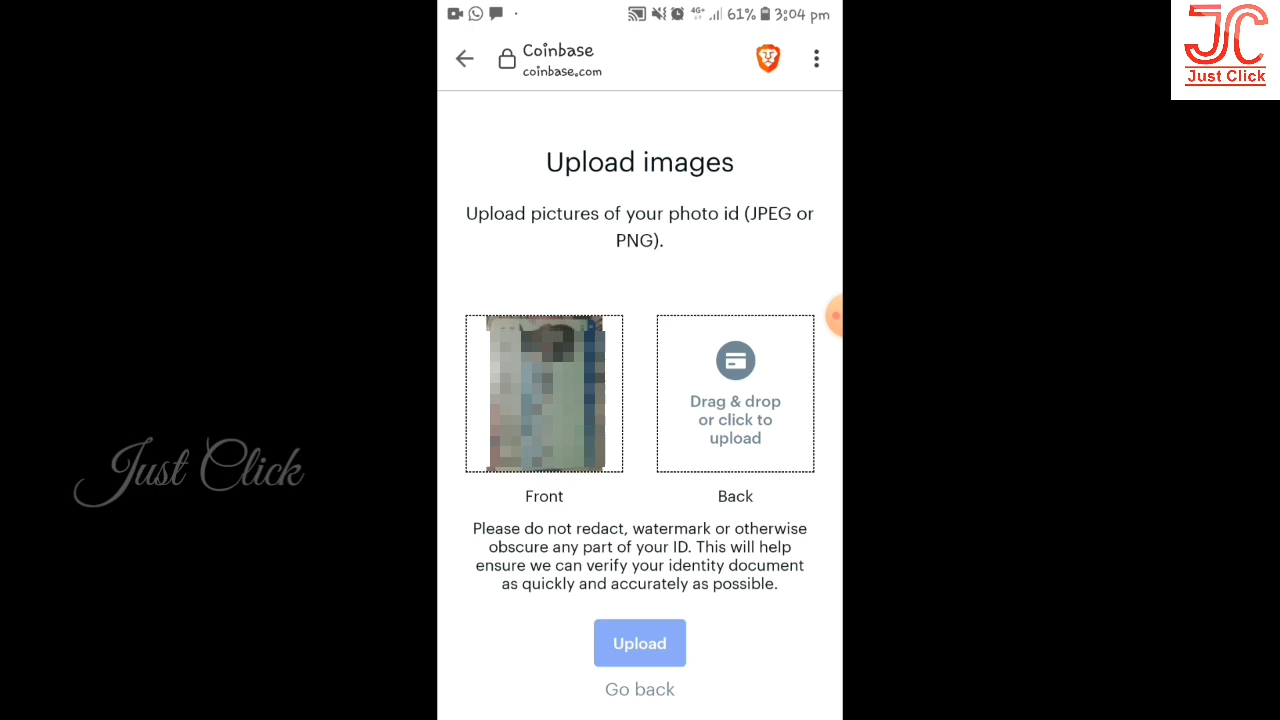 4G+ 61% 3:04 pm
JC
Just Click
Coinbase
coinbase.com
Upload images
Upload pictures of your photo id (JPEG or
PNG).
Drag & drop
or click to
upload
Front
Back
Just Click
Please do not redact, watermark or otherwise
obscure any part of your ID. This will help
ensure we can verify your identity document
as quickly and accurately as possible.
Upload
Go back